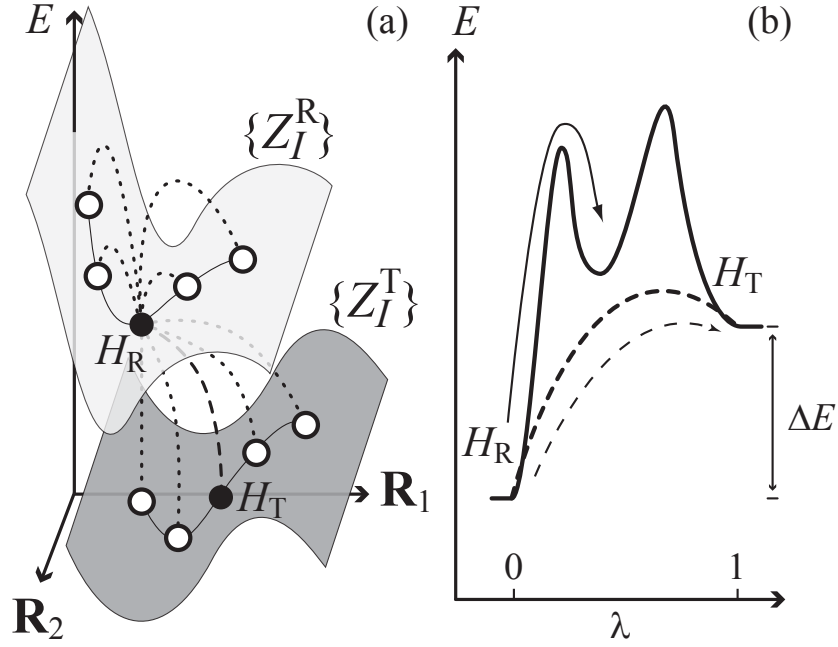 E
(a)
{Z_I^R}
{Z_I^T}
H_R
H_T
R_1
R_2
E
(b)
H_T
H_R
ΔE
0
1
λ